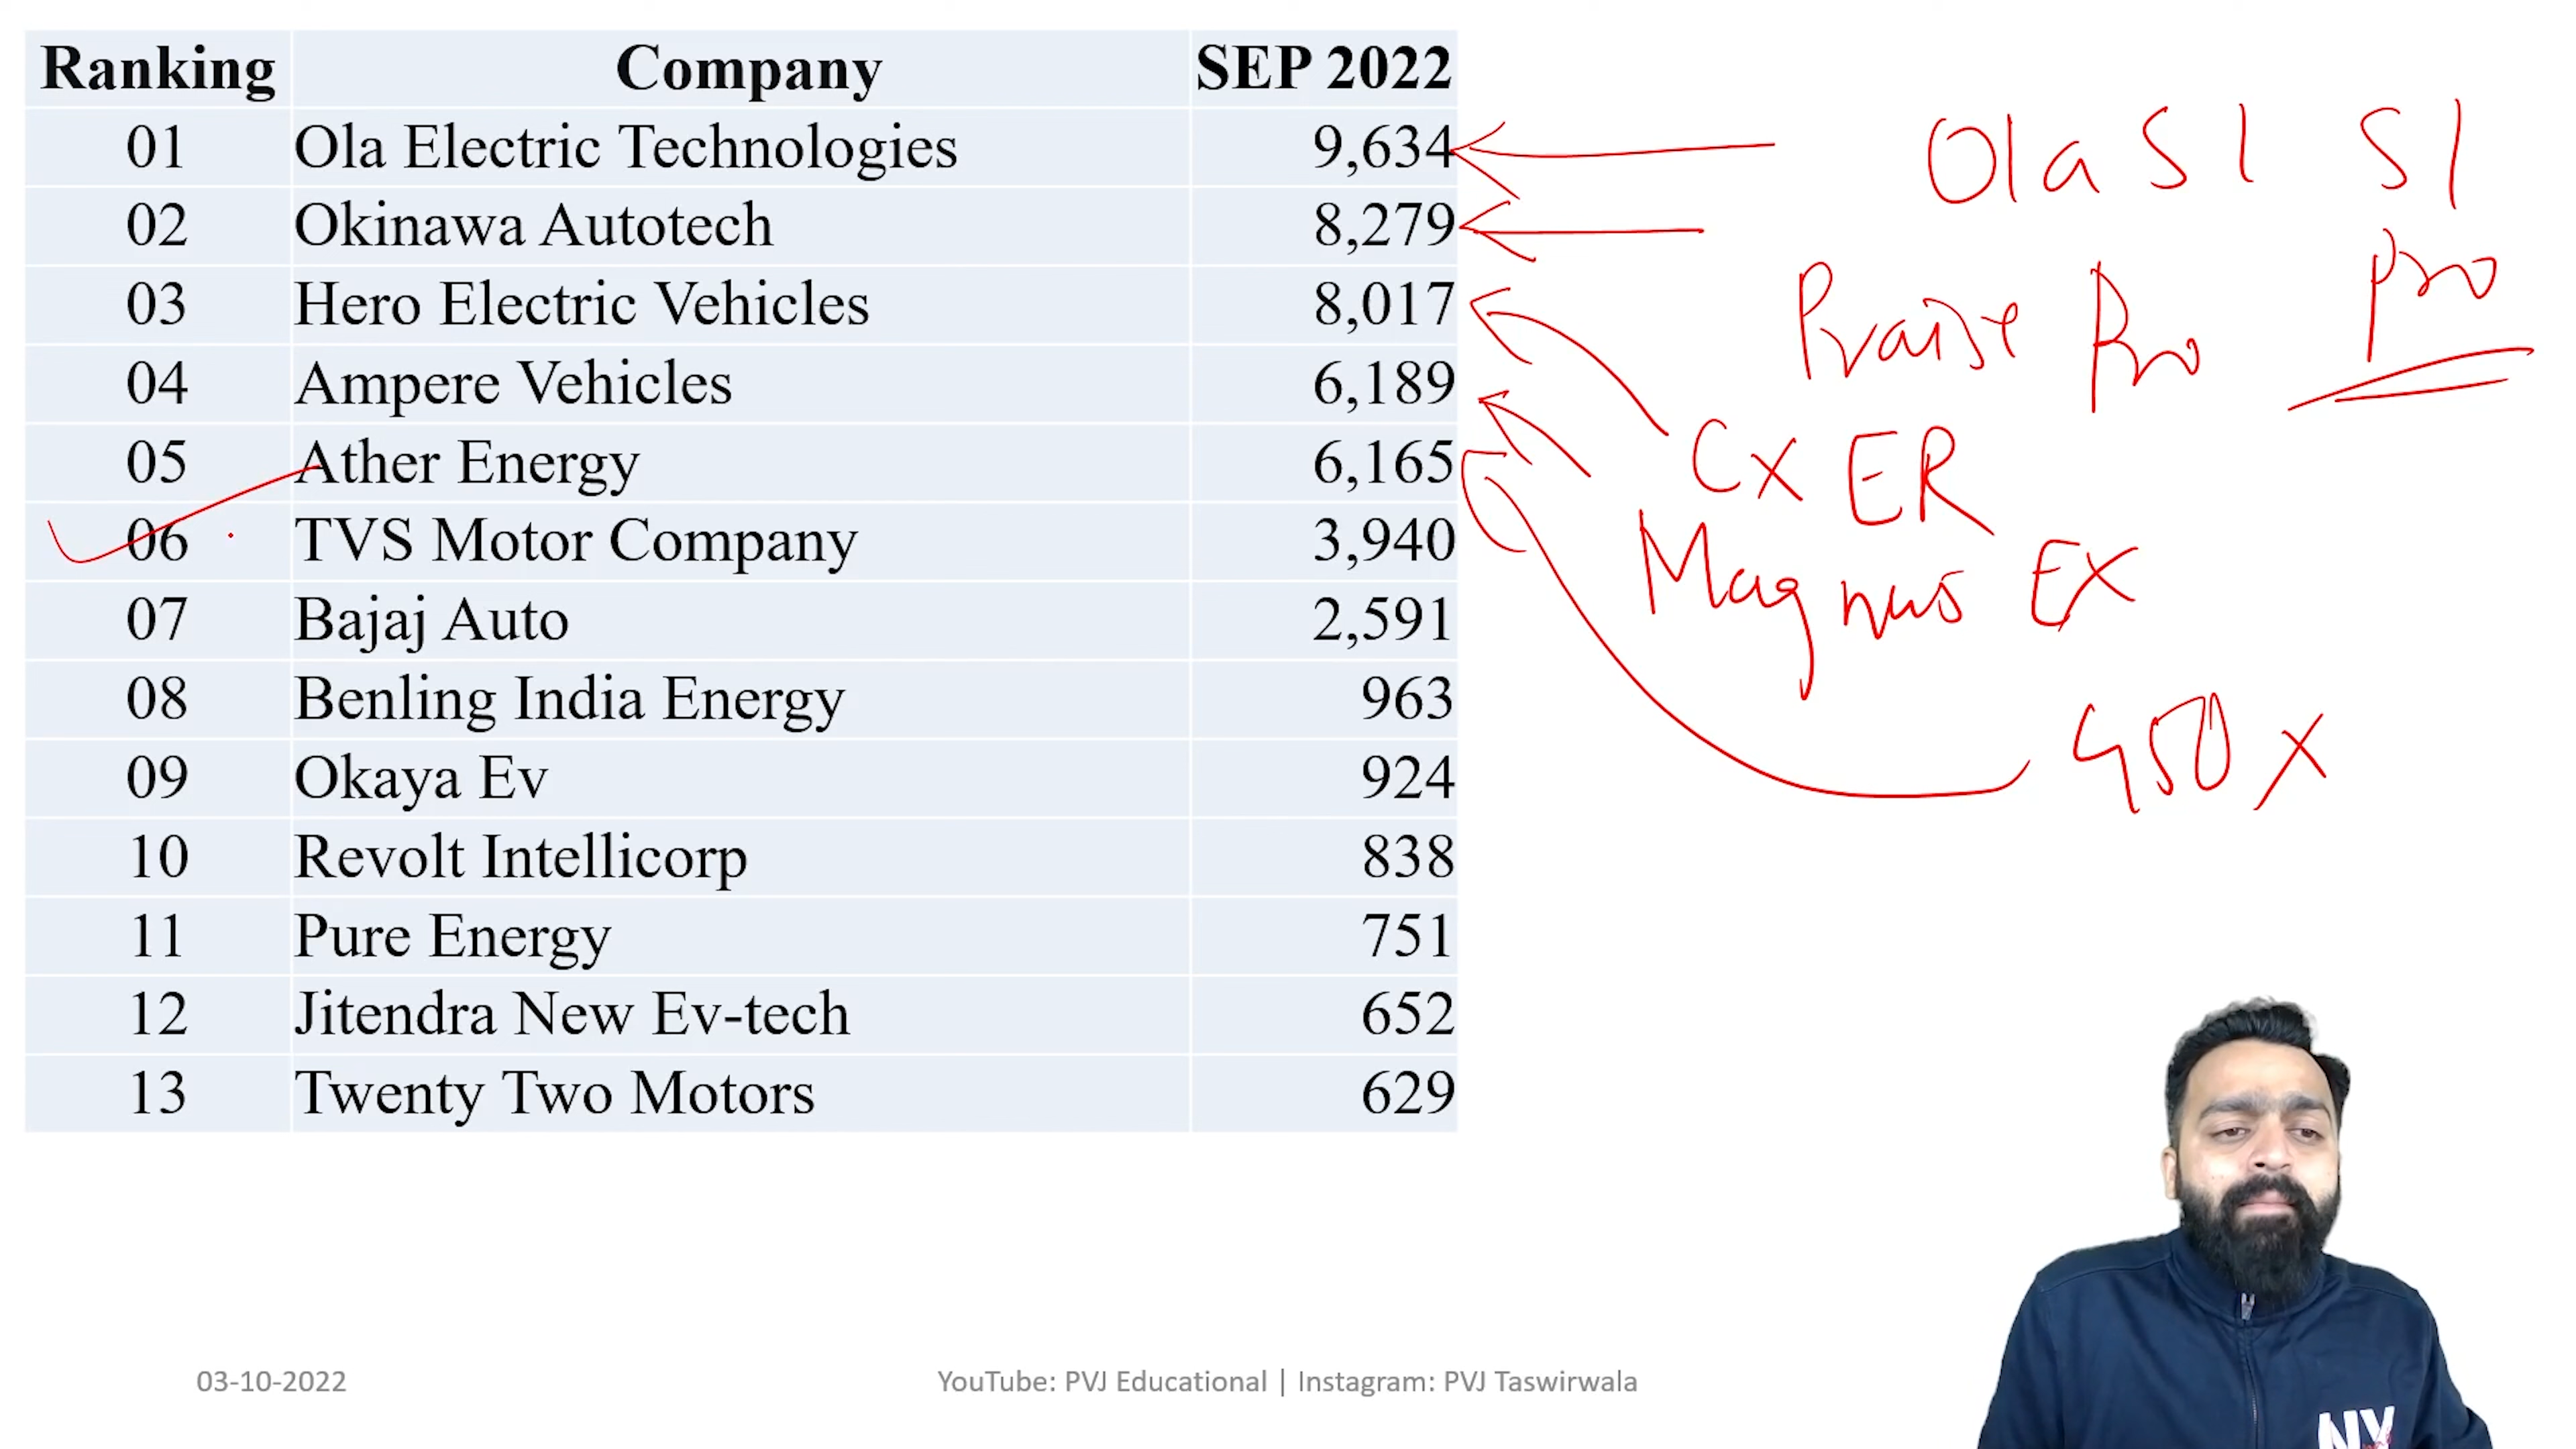 Ranking Company SEP 2022
01 Ola Electric Technologies 9,634
02 Okinawa Autotech 8,279
03 Hero Electric Vehicles 8,017
04 Ampere Vehicles 6,189
05 Ather Energy 6,165
06 TVS Motor Company 3,940
07 Bajaj Auto 2,591
08 Benling India Energy 963
09 Okaya Ev 924
10 Revolt Intellicorp 838
11 Pure Energy 751
12 Jitendra New Ev-tech 652
13 Twenty Two Motors 629
Ola S1 S1
Pro
Praise Pro
Cx ER
Magnus EX
450 X
03-10-2022
YouTube: PVJ Educational | Instagram: PVJ Taswirwala